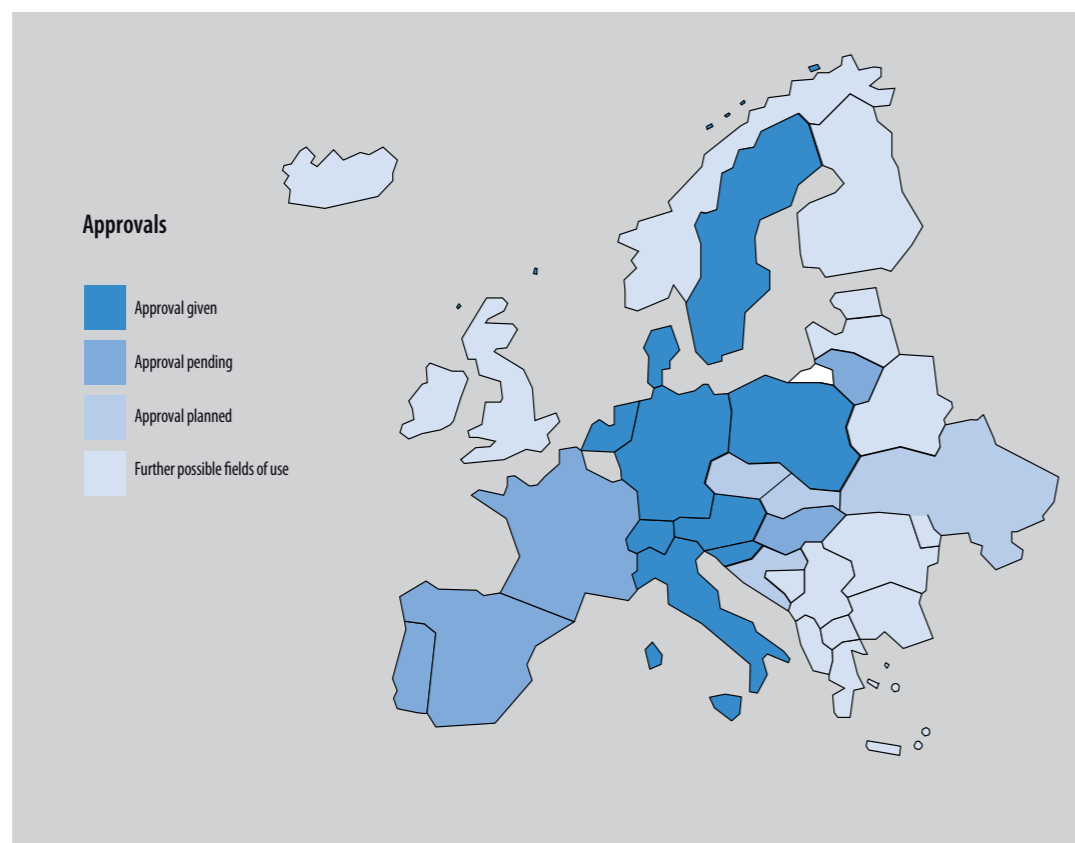 Approvals
Approval given
Approval pending
Approval planned
Further possible fields of use